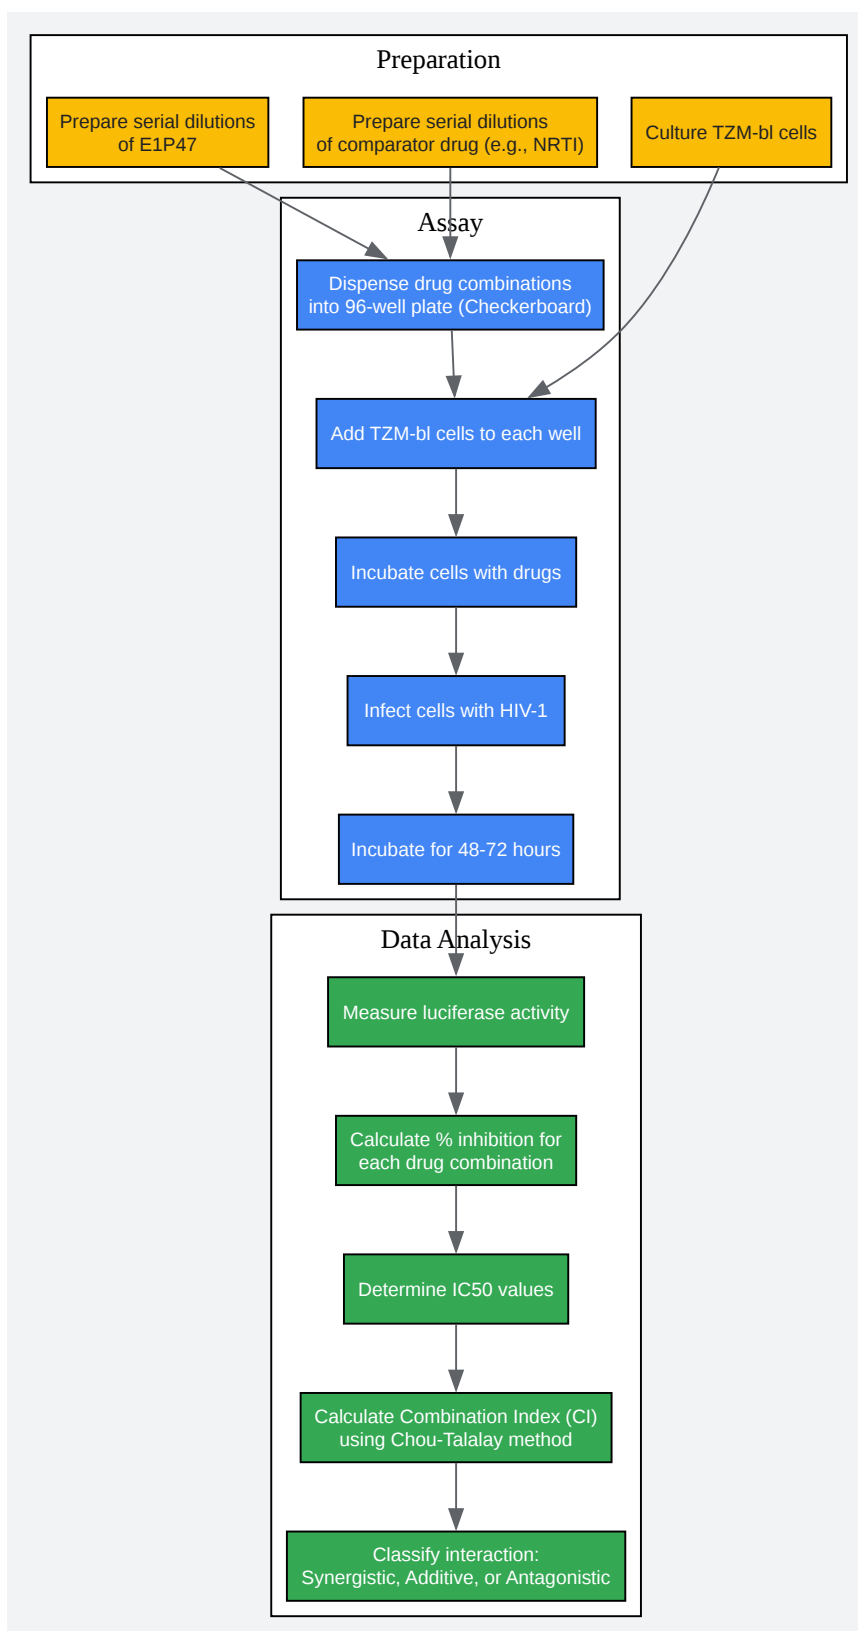 Preparation
Prepare serial dilutions
of E1P47
Prepare serial dilutions
of comparator drug (e.g., NRTI)
Culture TZM-bl cells
Assay
Dispense drug combinations
into 96-well plate (Checkerboard)
Add TZM-bl cells to each well
Incubate cells with drugs
Infect cells with HIV-1
Incubate for 48-72 hours
Data Analysis
Measure luciferase activity
Calculate % inhibition for
each drug combination
Determine IC50 values
Calculate Combination Index (CI)
using Chou-Talalay method
Classify interaction:
Synergistic, Additive, or Antagonistic